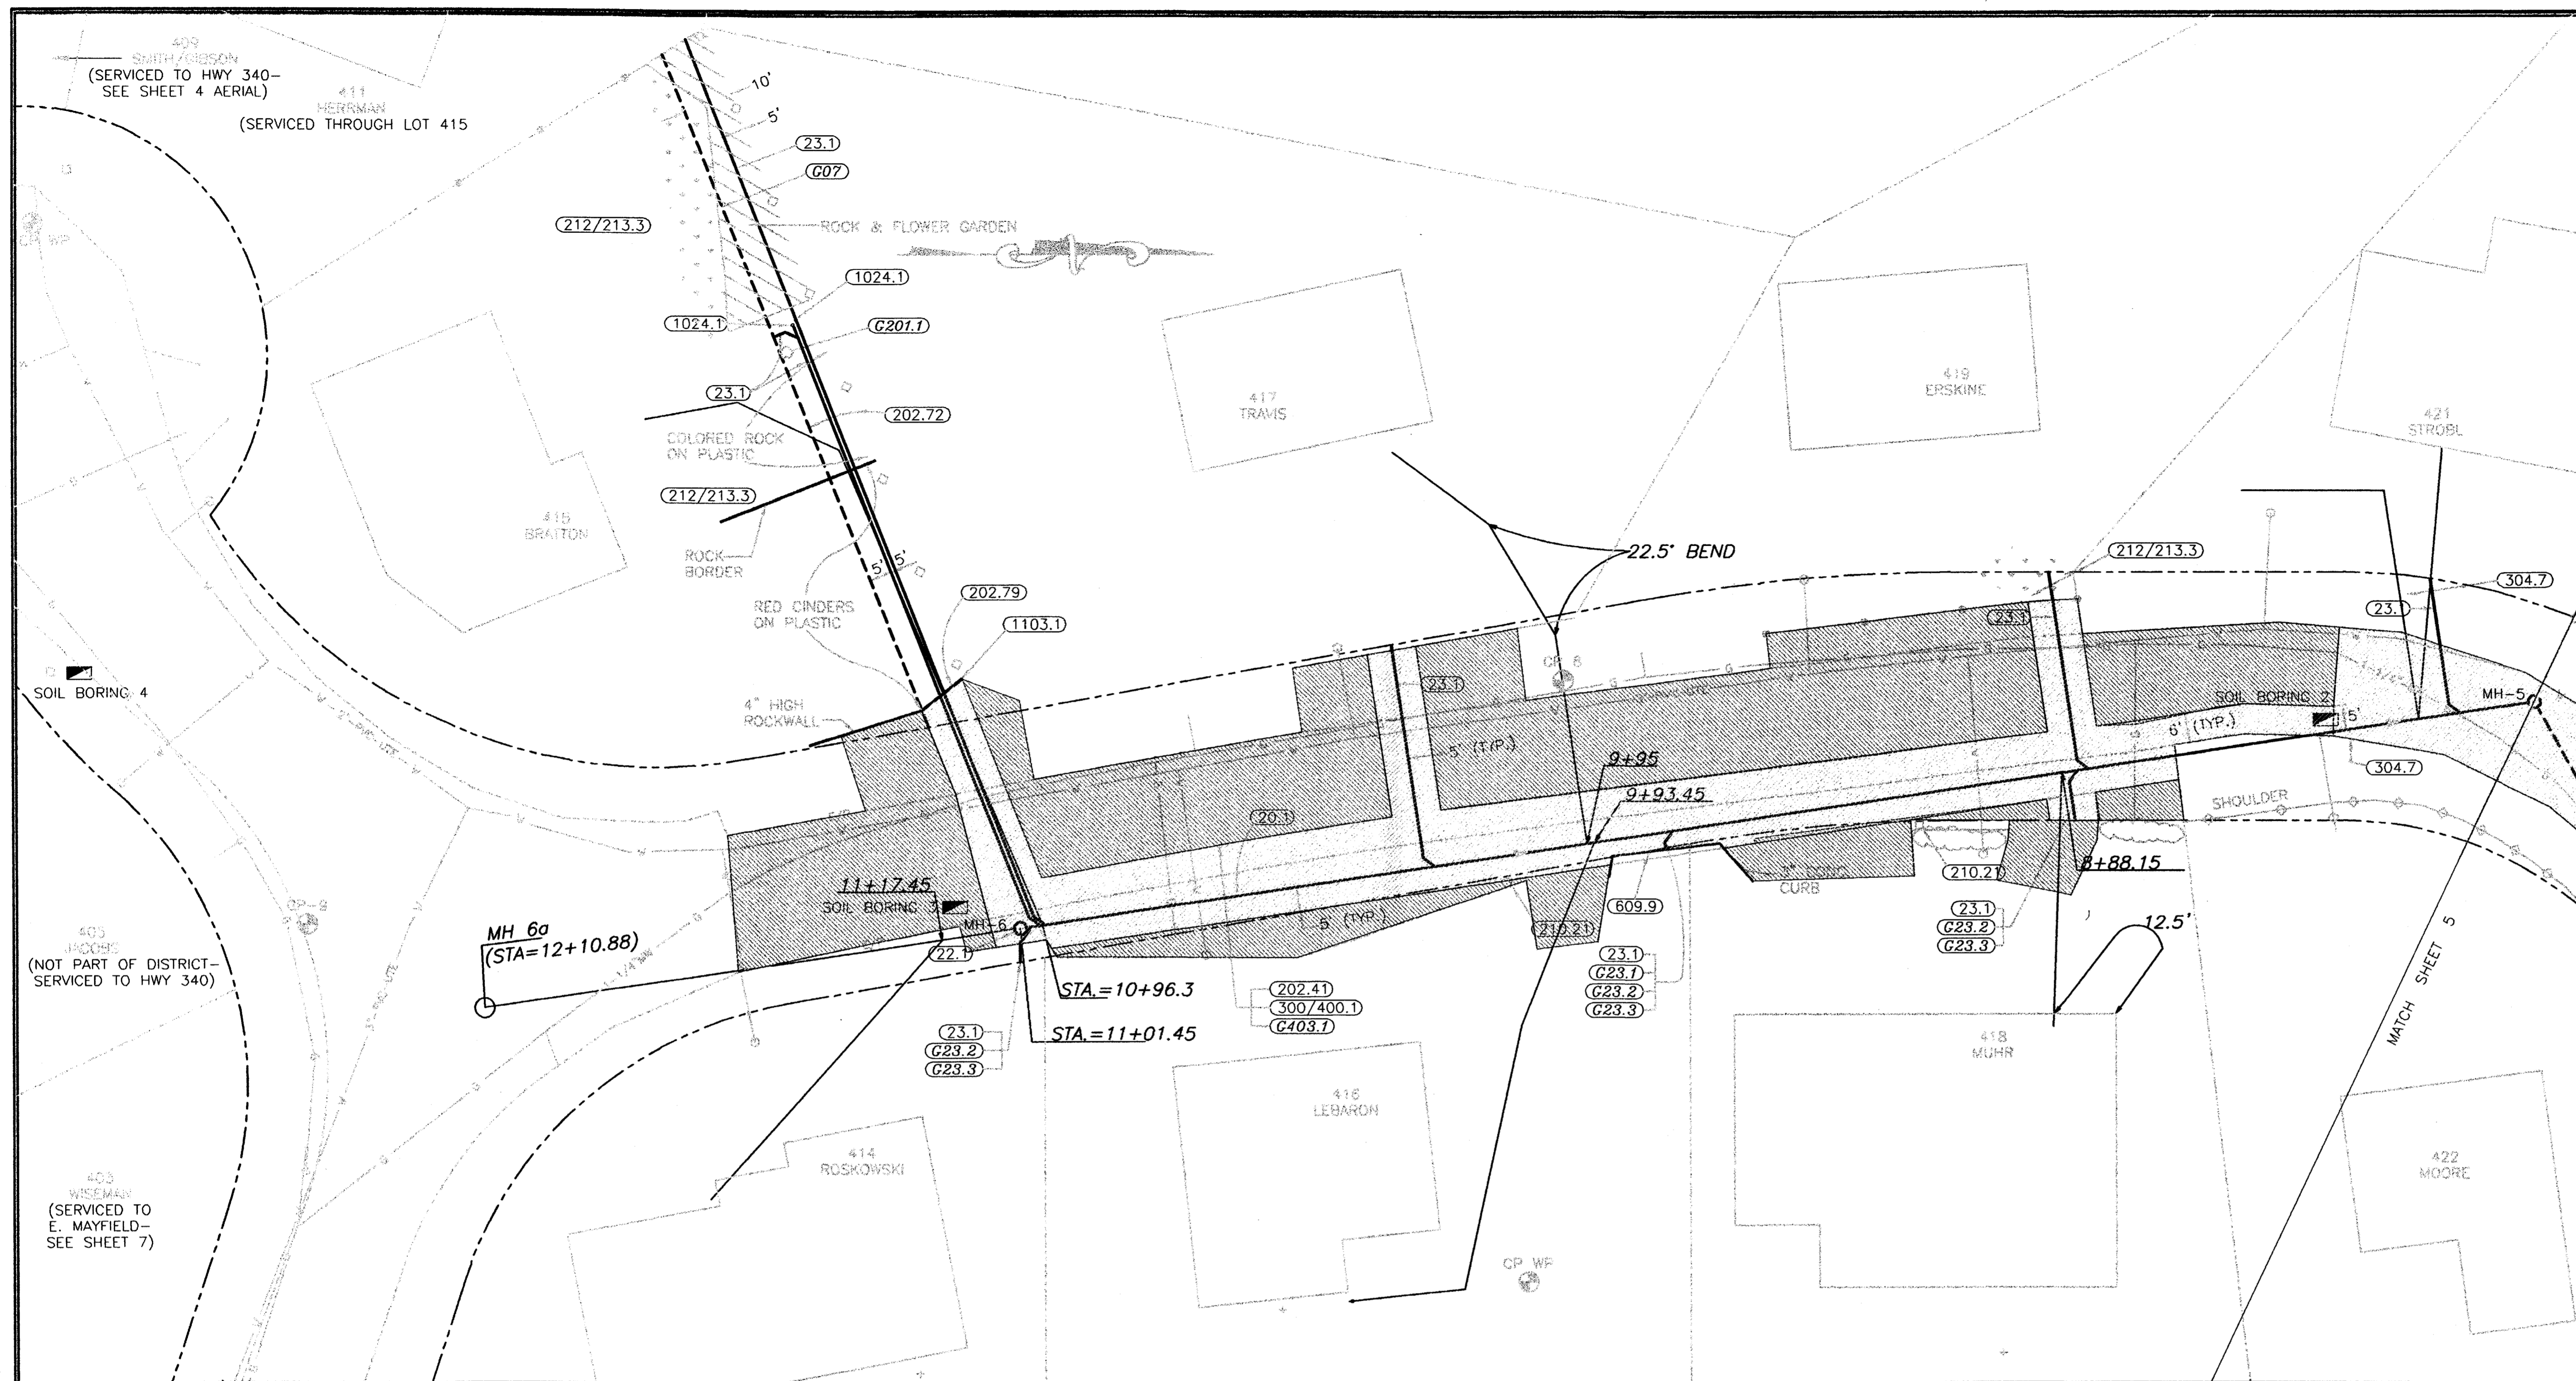 409
SMITH/GIBSON
(SERVICED TO HWY 340-
SEE SHEET 4 AERIAL)
411
HERRMAN
(SERVICED THROUGH LOT 415
CP WP
10'
5'
23.1
G07
212/213.3
ROCK & FLOWER GARDEN
1024.1
1024.1
G201.1
23.1
202.72
COLORED ROCK
ON PLASTIC
212/213.3
ROCK
BORDER
5' 5'
RED CINDERS
ON PLASTIC
202.79
1103.1
4" HIGH
ROCKWALL
415
BRATTON
417
TRAVIS
419
ERSKINE
421
STROBL
22.5° BEND
212/213.3
304.7
23.1
23.1
CP 8
23.1
SOIL BORING 2
MH-5
5'
6' (TYP.)
5' (TYP.)
304.7
9+95
9+93.45
SHOULDER
20.1
3" CONC.
CURB
210.21
8+88.15
SOIL BORING 4
11+17.45
SOIL BORING 3
MH-6
22.1
5' (TYP.)
210.21
609.9
CP-9
MH 6a
(STA=12+10.88)
405
JACOBS
(NOT PART OF DISTRICT-
SERVICED TO HWY 340)
STA.=10+96.3
STA.=11+01.45
23.1
G23.2
G23.3
202.41
300/400.1
G403.1
23.1
G23.1
G23.2
G23.3
23.1
G23.2
G23.3
12.5'
MATCH SHEET 5
418
MUHR
416
LEBARON
414
ROSKOWSKI
422
MOORE
403
WISEMAN
(SERVICED TO
E. MAYFIELD-
SEE SHEET 7)
CP WP